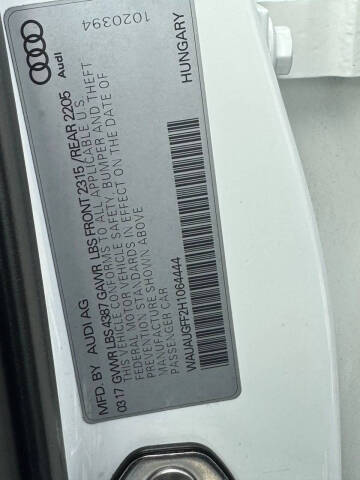 MFD. BY AUDI AG
0317 GVWR LBS 4387 GAWR LBS FRONT 2315/REAR 2205
THIS VEHICLE CONFORMS TO ALL APPLICABLE U.S.
FEDERAL MOTOR VEHICLE SAFETY, BUMPER AND THEFT
PREVENTION STANDARDS IN EFFECT ON THE DATE OF
MANUFACTURE SHOWN ABOVE
PASSENGER CAR
WAUAUGFF2H1064444
HUNGARY
Audi
1020394